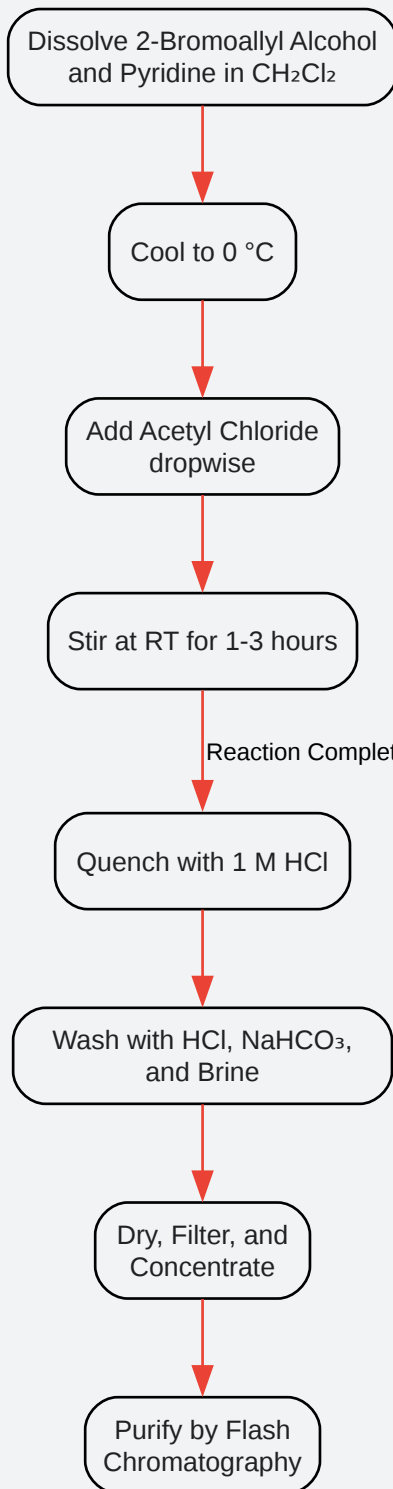 Dissolve 2-Bromoallyl Alcohol
and Pyridine in CH₂Cl₂
Cool to 0 °C
Add Acetyl Chloride
dropwise
Stir at RT for 1-3 hours
Reaction Complet
Quench with 1 M HCl
Wash with HCl, NaHCO₃,
and Brine
Dry, Filter, and
Concentrate
Purify by Flash
Chromatography